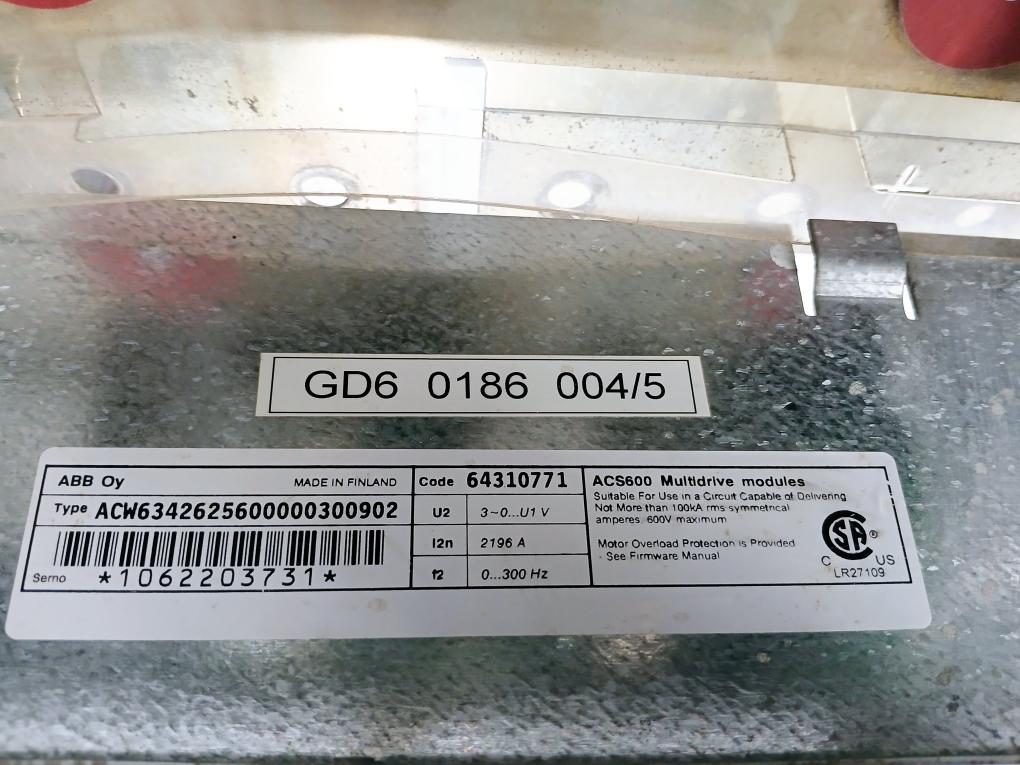 GD6 0186 004/5
ABB Oy MADE IN FINLAND
Type ACW6342625600000300902
Serno *1062203731*
Code 64310771
U2 3~0...U1 V
I2n 2196 A
f2 0...300 Hz
ACS600 Multidrive modules
Suitable For Use in a Circuit Capable of Delivering
Not More than 100kA rms symmetrical
amperes. 600V maximum
Motor Overload Protection is Provided
- See Firmware Manual
SA ®
C US
LR27109